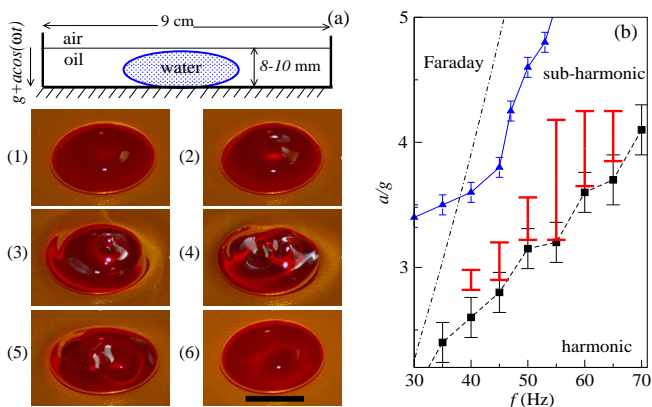 9 cm
(a)
air
oil
water
8-10 mm
g+acos(ωt)
(1)
(2)
(3)
(4)
(5)
(6)
(b)
Faraday
sub-harmonic
harmonic
a/g
5
4
3
30
40
50
60
70
f (Hz)